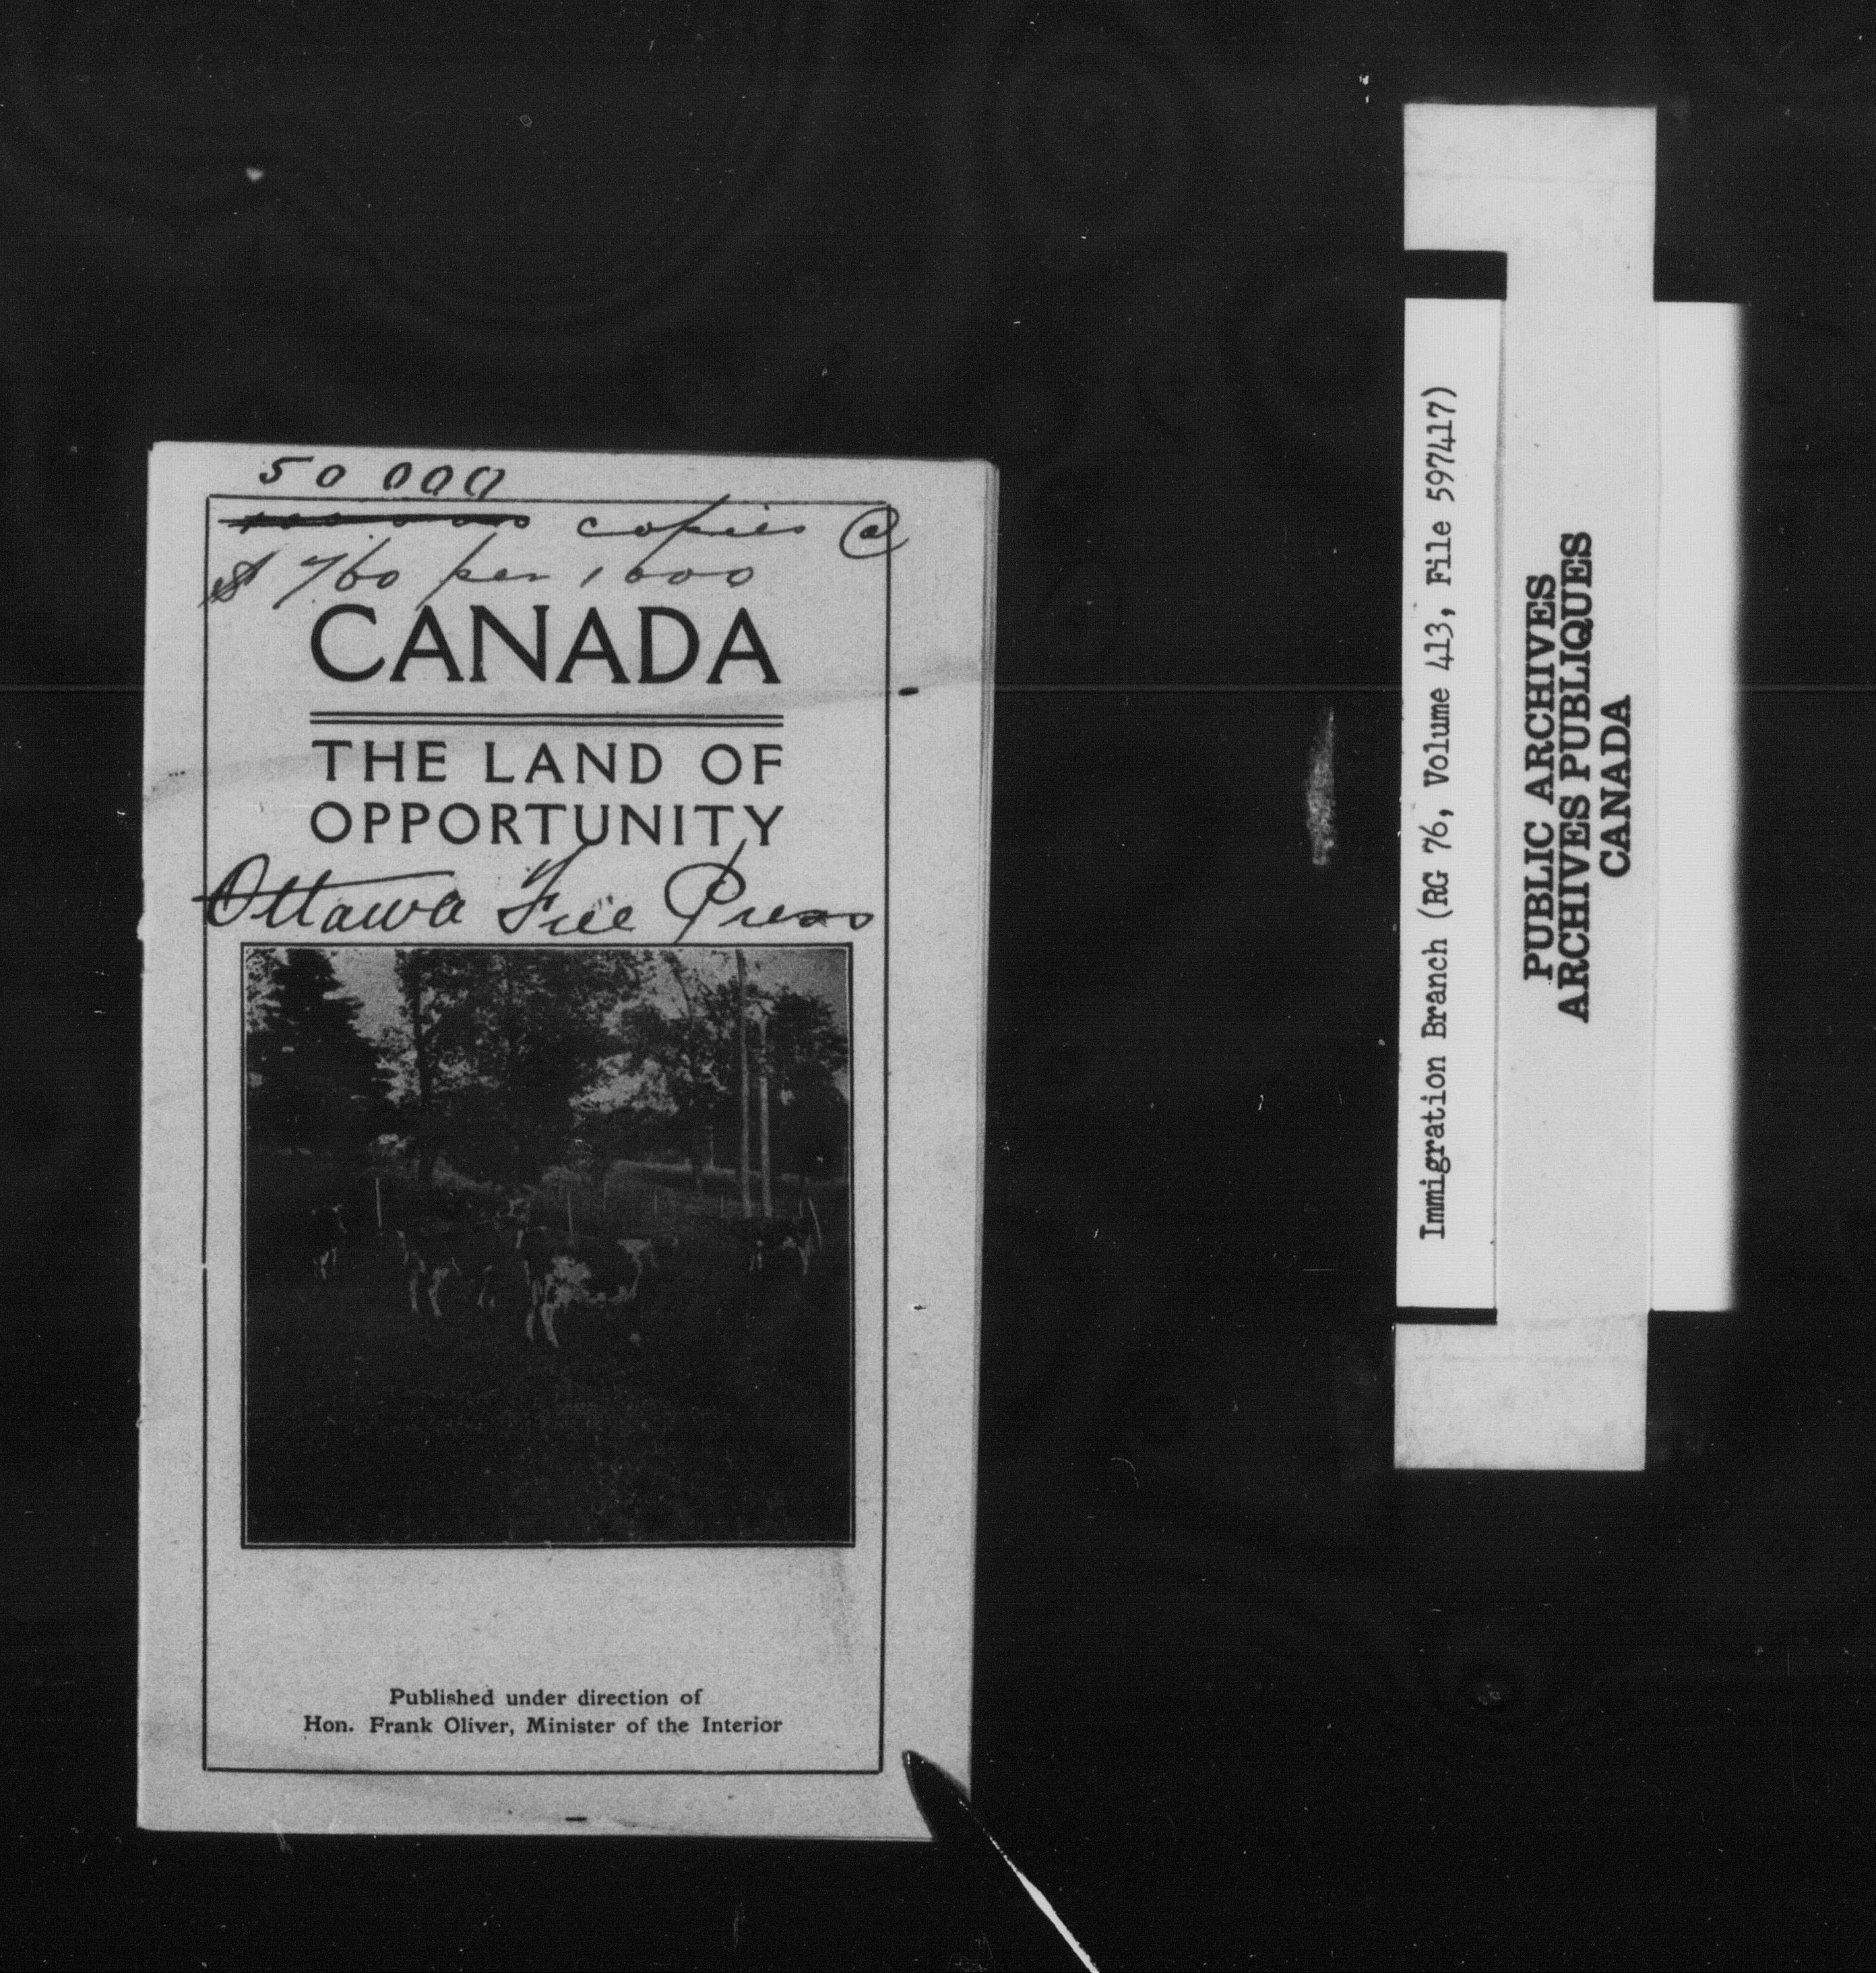 50 000
copies @
$ 7.60 per 1000
CANADA
THE LAND OF
OPPORTUNITY
Ottawa Free Press
Published under direction of
Hon. Frank Oliver, Minister of the Interior
Immigration Branch (RG 76, Volume 413, File 597417)
PUBLIC ARCHIVES
ARCHIVES PUBLIQUES
CANADA